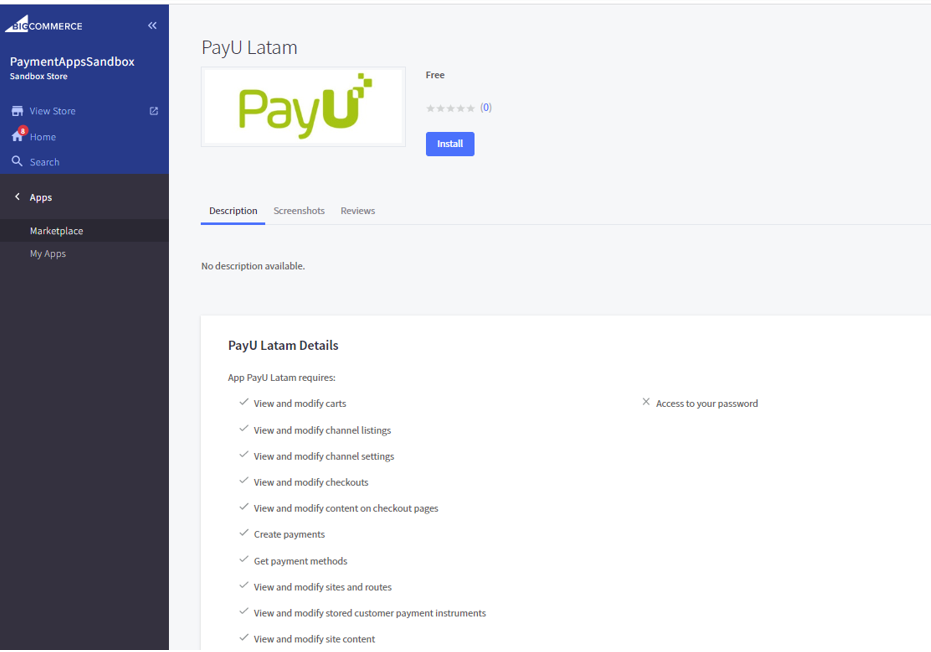 BIGCOMMERCE
PaymentAppsSandbox
Sandbox Store
View Store
8
Home
Search
Apps
Marketplace
My Apps
PayU Latam
PayU
Free
(0)
Install
Description Screenshots Reviews
No description available.
PayU Latam Details
App PayU Latam requires:
View and modify carts
Access to your password
View and modify channel listings
View and modify channel settings
View and modify checkouts
View and modify content on checkout pages
Create payments
Get payment methods
View and modify sites and routes
View and modify stored customer payment instruments
View and modify site content